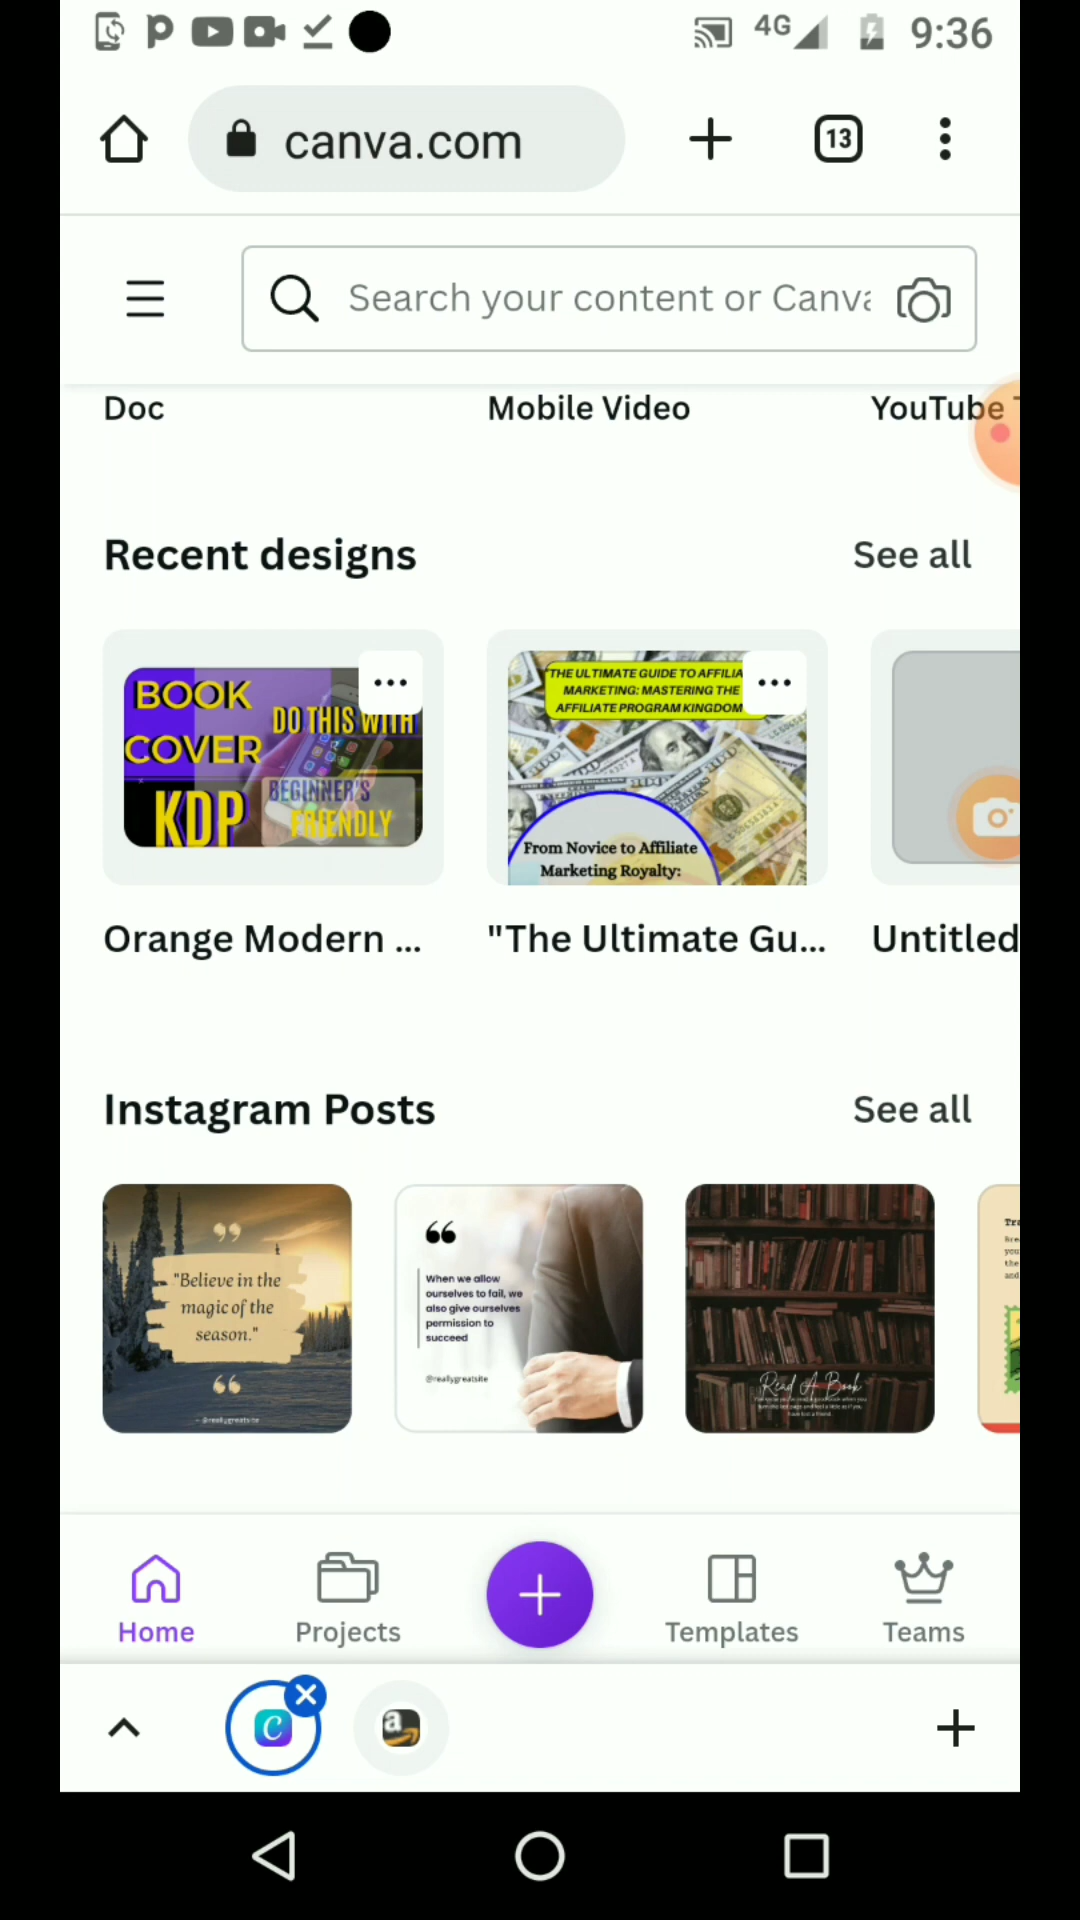 4G 9:36
canva.com
13
Search your content or Canva
Doc
Mobile Video
YouTube
Recent designs
See all
BOOK
COVER
KDP
DO THIS WITH
BEGINNER'S
FRIENDLY
"THE ULTIMATE GUIDE TO AFFILIA
MARKETING: MASTERING THE
AFFILIATE PROGRAM KINGDOM
From Novice to Affiliate
Marketing Royalty:
Orange Modern ...
"The Ultimate Gu...
Untitled
Instagram Posts
See all
"Believe in the
magic of the
season."
- @reallygreatsite
When we allow
ourselves to fail, we
also give ourselves
permission to
succeed
@reallygreatsite
Read A Book
Home
Projects
Templates
Teams